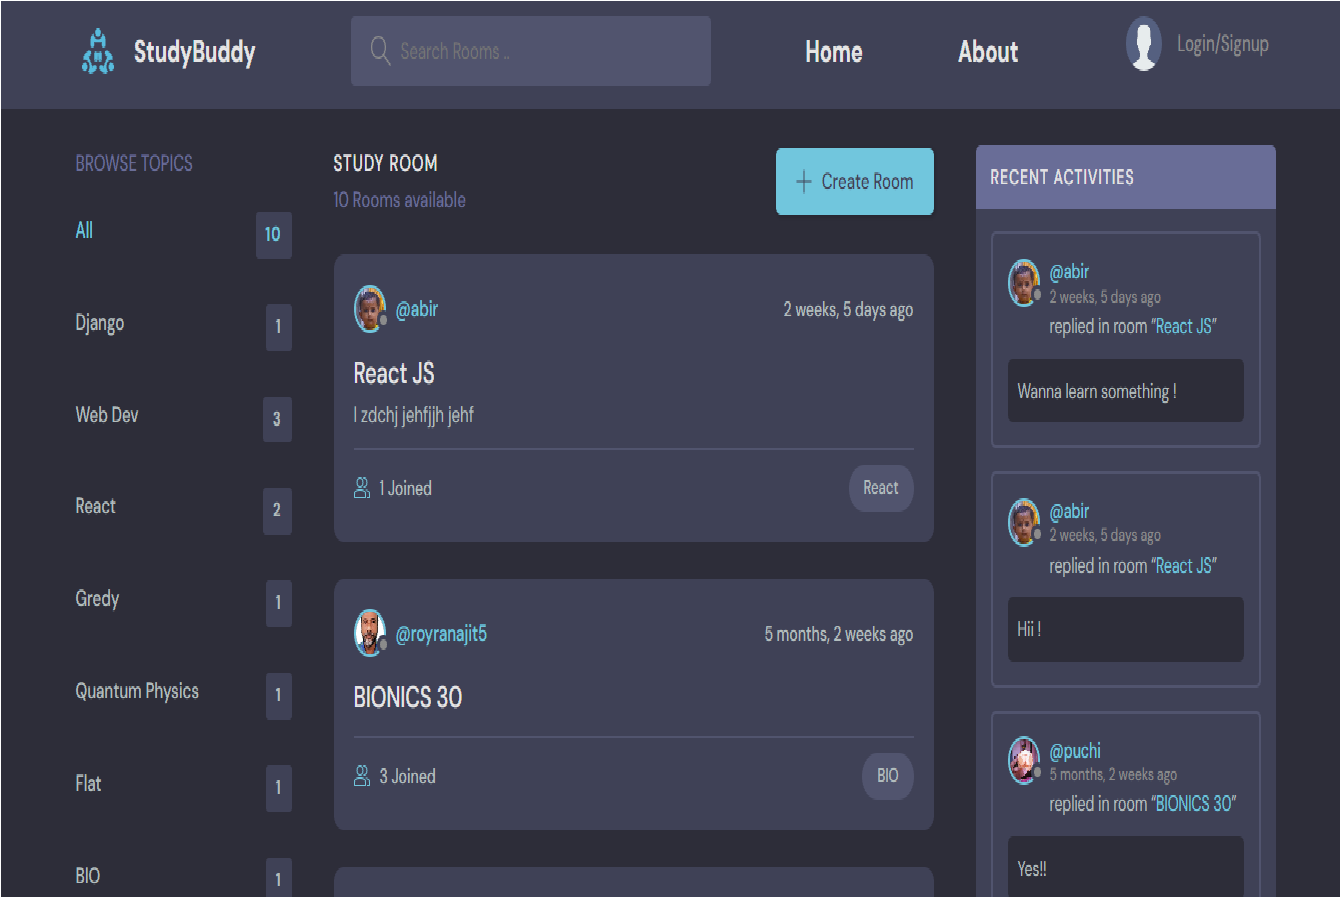 StudyBuddy
Search Rooms ..
Home
About
Login/Signup
BROWSE TOPICS
All 10
Django 1
Web Dev 3
React 2
Gredy 1
Quantum Physics 1
Flat 1
BIO 1
STUDY ROOM
10 Rooms available
Create Room
@abir 2 weeks, 5 days ago
React JS
I zdchj jehfjjh jehf
1 Joined React
@royranajit5 5 months, 2 weeks ago
BIONICS 30
3 Joined BIO
RECENT ACTIVITIES
@abir
2 weeks, 5 days ago
replied in room “React JS”
Wanna learn something !
@abir
2 weeks, 5 days ago
replied in room “React JS”
Hii !
@puchi
5 months, 2 weeks ago
replied in room “BIONICS 30”
Yes!!